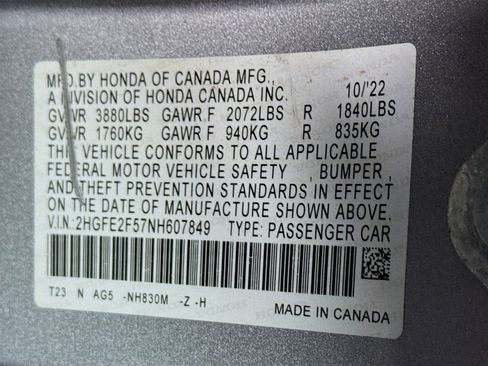 MFD.BY HONDA OF CANADA MFG.,
A DIVISION OF HONDA CANADA INC. 10/'22
GVWR 3880LBS GAWR F 2072LBS R 1840LBS
GVWR 1760KG GAWR F 940KG R 835KG
THIS VEHICLE CONFORMS TO ALL APPLICABLE
FEDERAL MOTOR VEHICLE SAFETY , BUMPER ,
AND THEFT PREVENTION STANDARDS IN EFFECT
ON THE DATE OF MANUFACTURE SHOWN ABOVE.
V.I.N.:2HGFE2F57NH607849 TYPE: PASSENGER CAR
T23 N AG5 -NH830M -Z -H
MADE IN CANADA